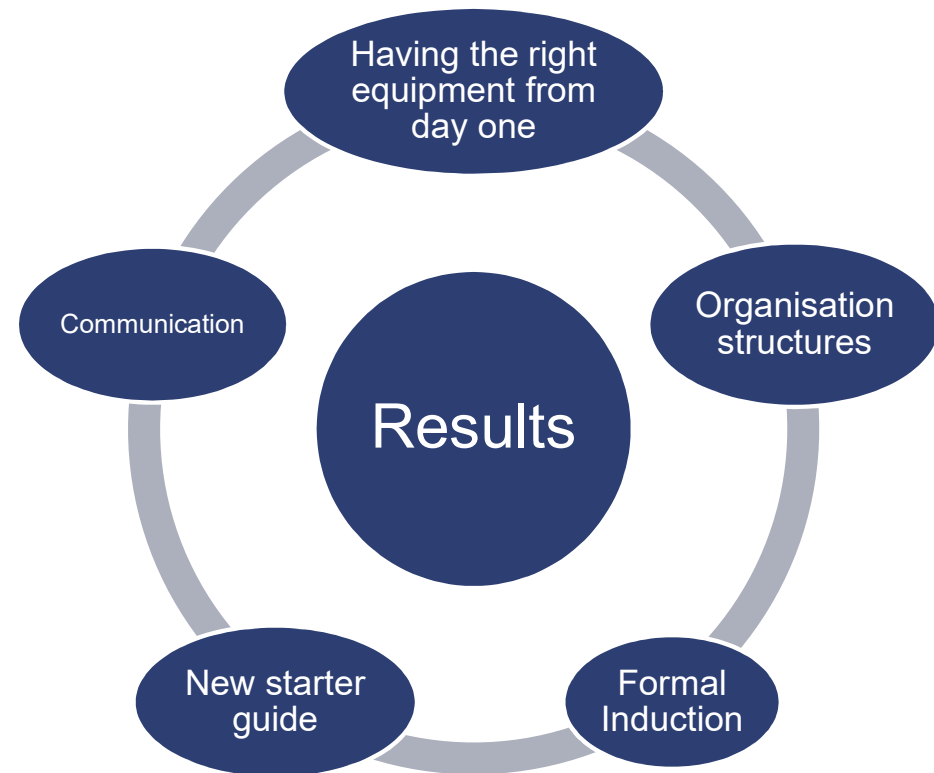 Having the right
equipment from
day one
Organisation
structures
Communication
Results
New starter
guide
Formal
Induction